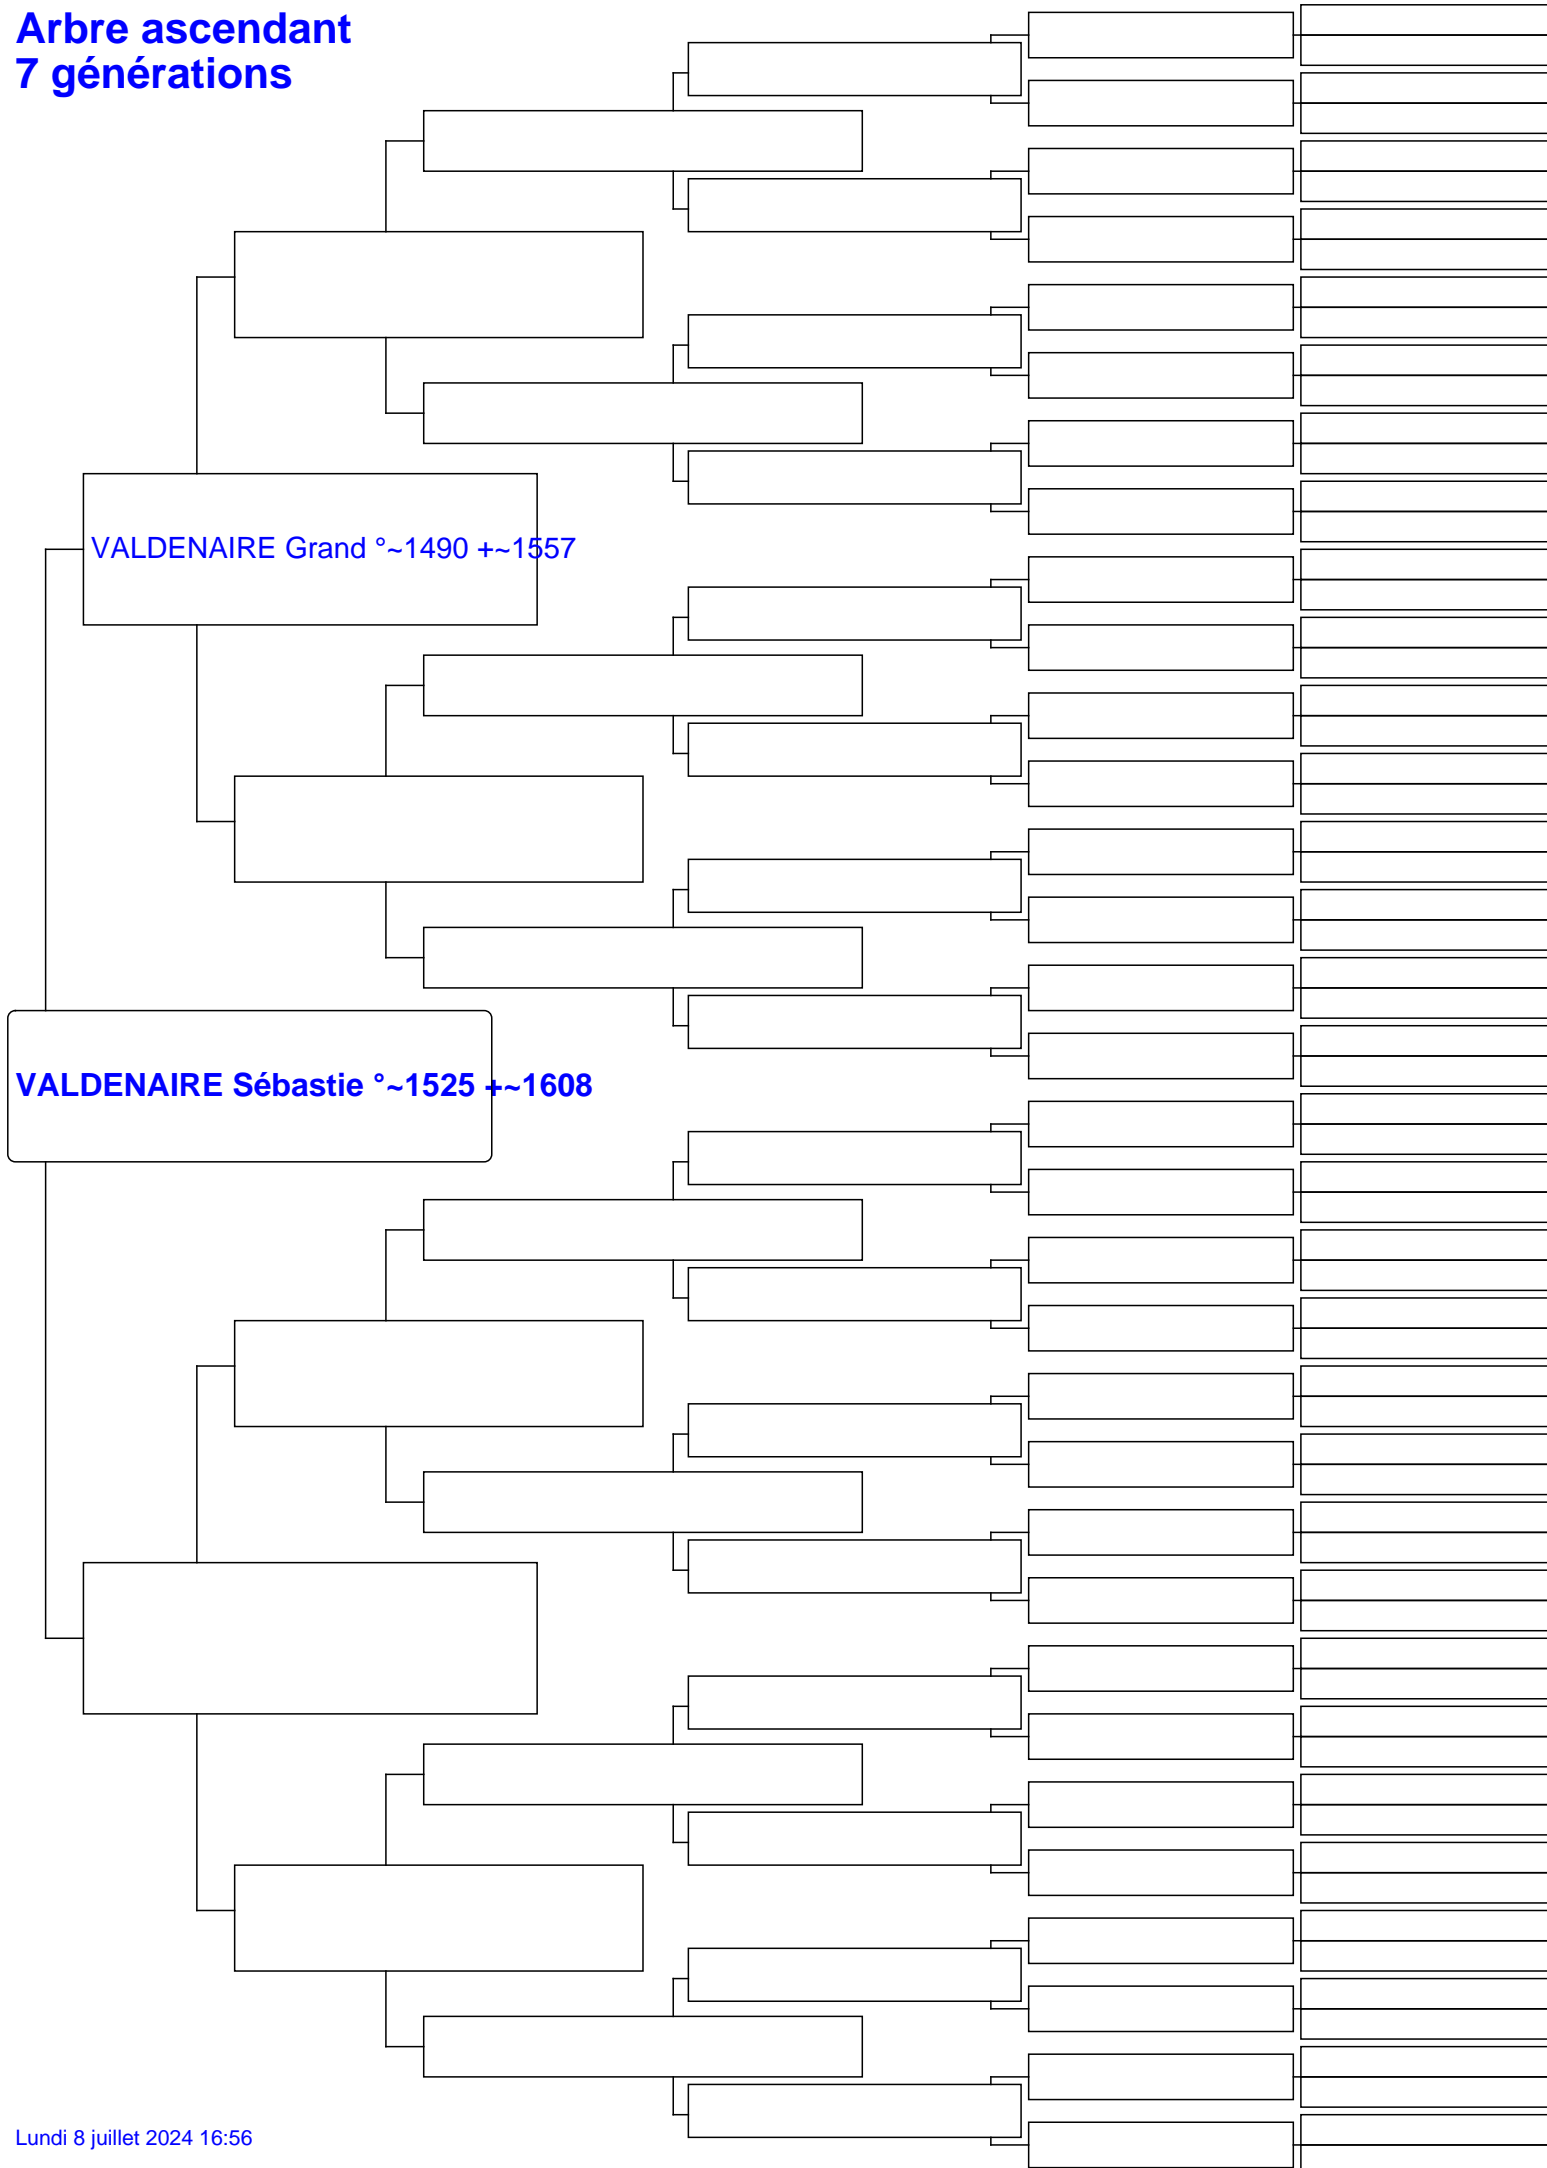 Arbre ascendant
7 générations
VALDENAIRE Grand °~1490 +~1557
VALDENAIRE Sébastie °~1525 +~1608
Lundi 8 juillet 2024 16:56